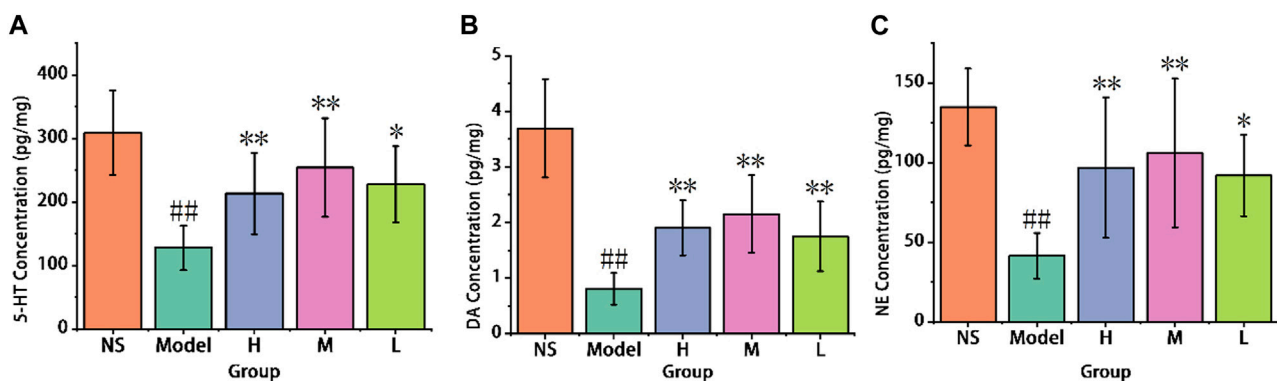 A
5-HT Concentration (pg/mg)
400
300
200
100
0
**
**
*
##
NS Model H M L
Group
B
DA Concentration (pg/mg)
5
4
3
2
1
0
**
**
**
##
NS Model H M L
Group
C
NE Concentration (pg/mg)
150
100
50
0
**
**
*
##
NS Model H M L
Group